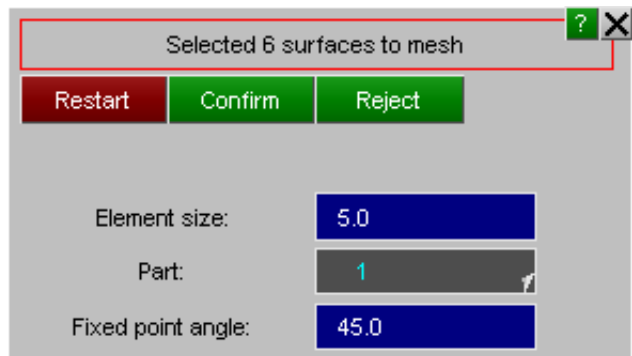 ?
Selected 6 surfaces to mesh
Restart Confirm Reject
Element size: 5.0
Part: 1
Fixed point angle: 45.0